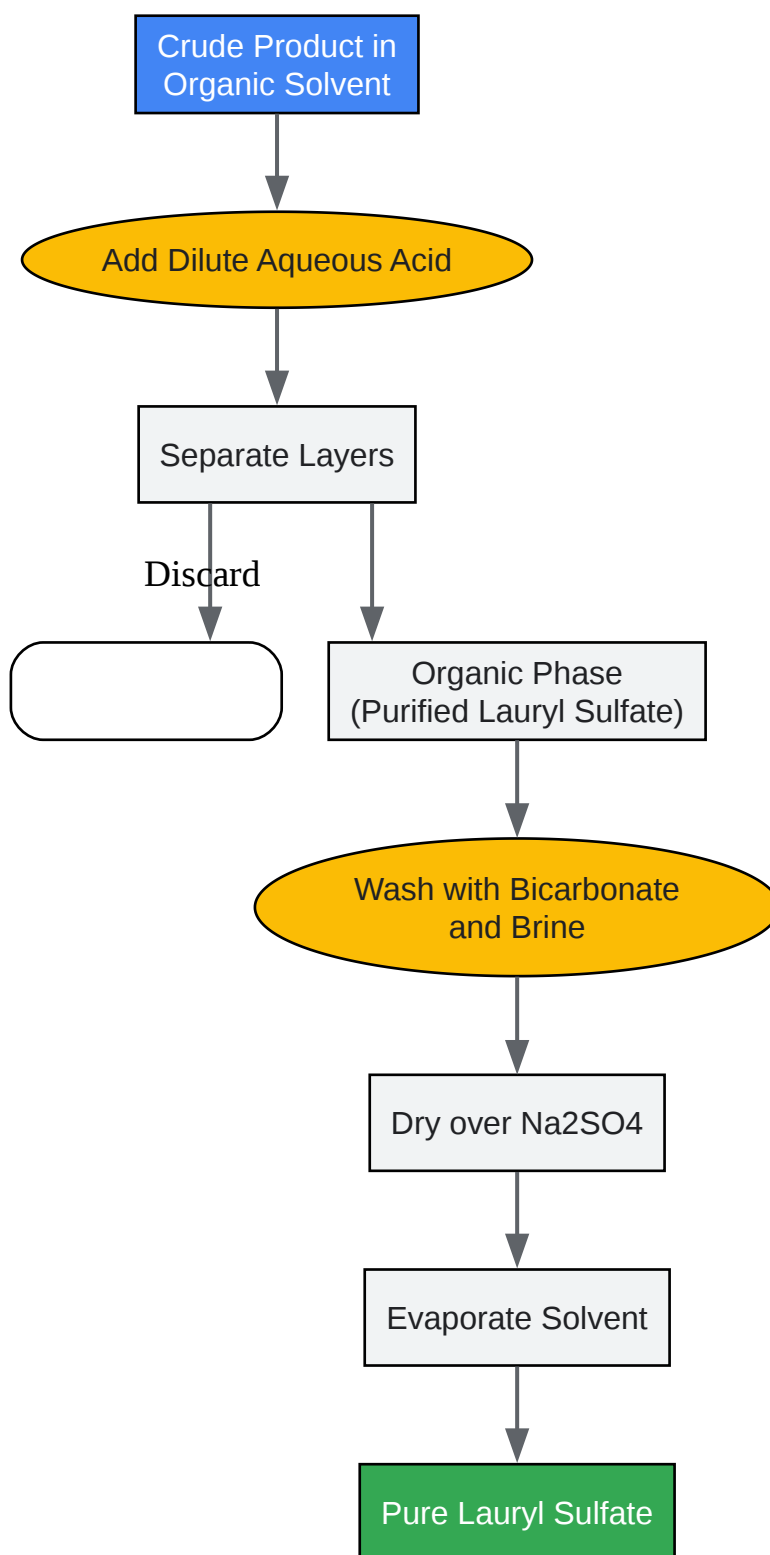 Crude Product in
Organic Solvent
Add Dilute Aqueous Acid
Separate Layers
Discard
Organic Phase
(Purified Lauryl Sulfate)
Wash with Bicarbonate
and Brine
Dry over Na2SO4
Evaporate Solvent
Pure Lauryl Sulfate